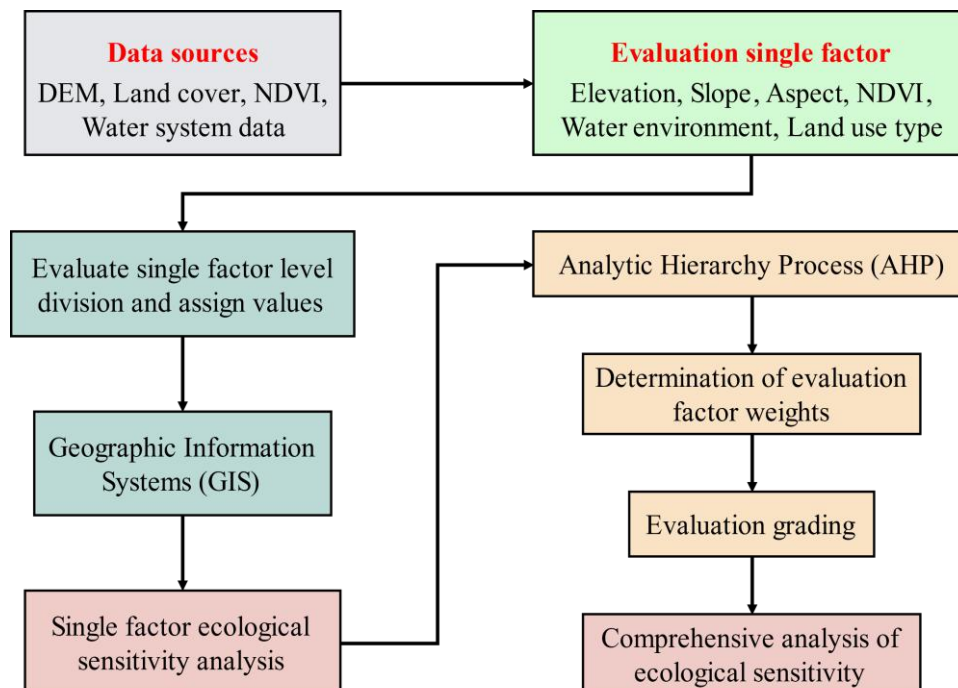 Data sources
DEM, Land cover, NDVI,
Water system data
Evaluation single factor
Elevation, Slope, Aspect, NDVI,
Water environment, Land use type
Evaluate single factor level
division and assign values
Geographic Information
Systems (GIS)
Single factor ecological
sensitivity analysis
Analytic Hierarchy Process (AHP)
Determination of evaluation
factor weights
Evaluation grading
Comprehensive analysis of
ecological sensitivity